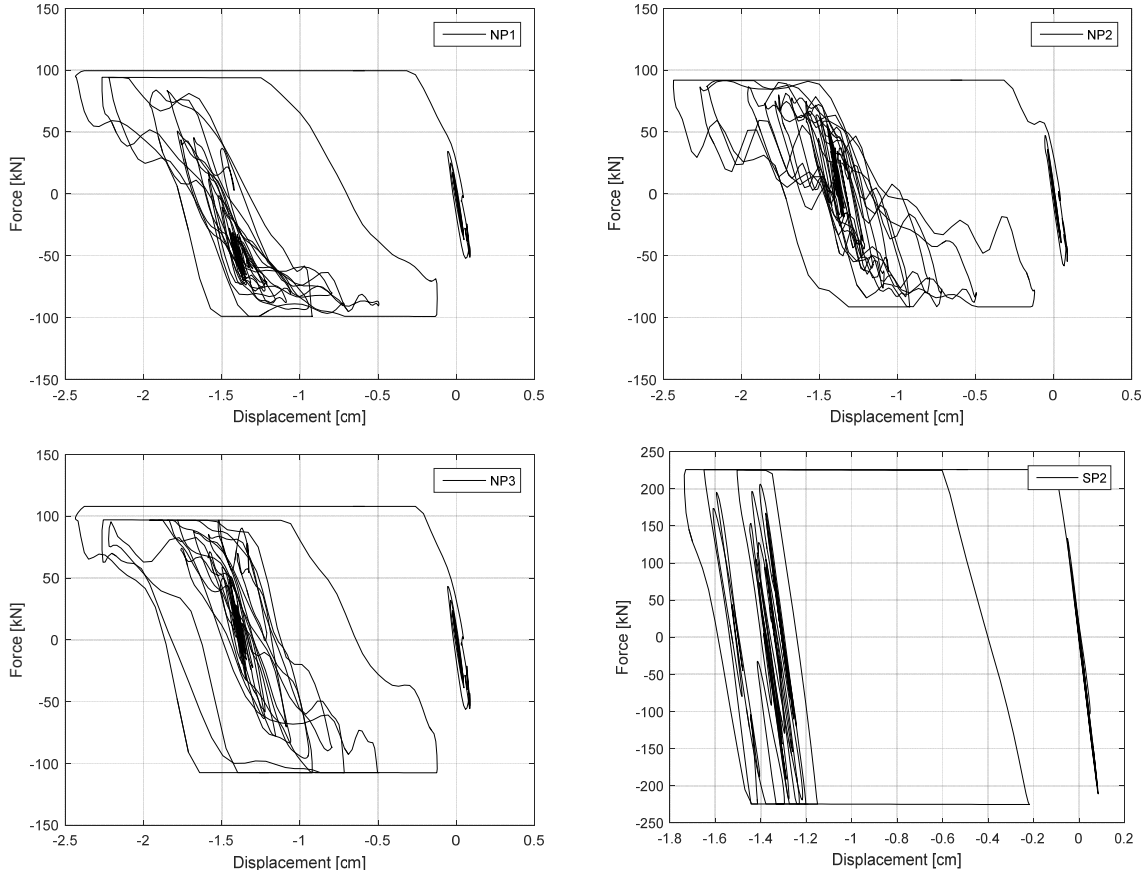 150
100
50
0
-50
-100
-150
Force [kN]
NP1
-2.5 -2 -1.5 -1 -0.5 0 0.5
Displacement [cm]
150
100
50
0
-50
-100
-150
Force [kN]
NP2
-2.5 -2 -1.5 -1 -0.5 0 0.5
Displacement [cm]
150
100
50
0
-50
-100
-150
Force [kN]
NP3
-2.5 -2 -1.5 -1 -0.5 0 0.5
Displacement [cm]
250
200
150
100
50
0
-50
-100
-150
-200
-250
Force [kN]
SP2
-1.8 -1.6 -1.4 -1.2 -1 -0.8 -0.6 -0.4 -0.2 0 0.2
Displacement [cm]